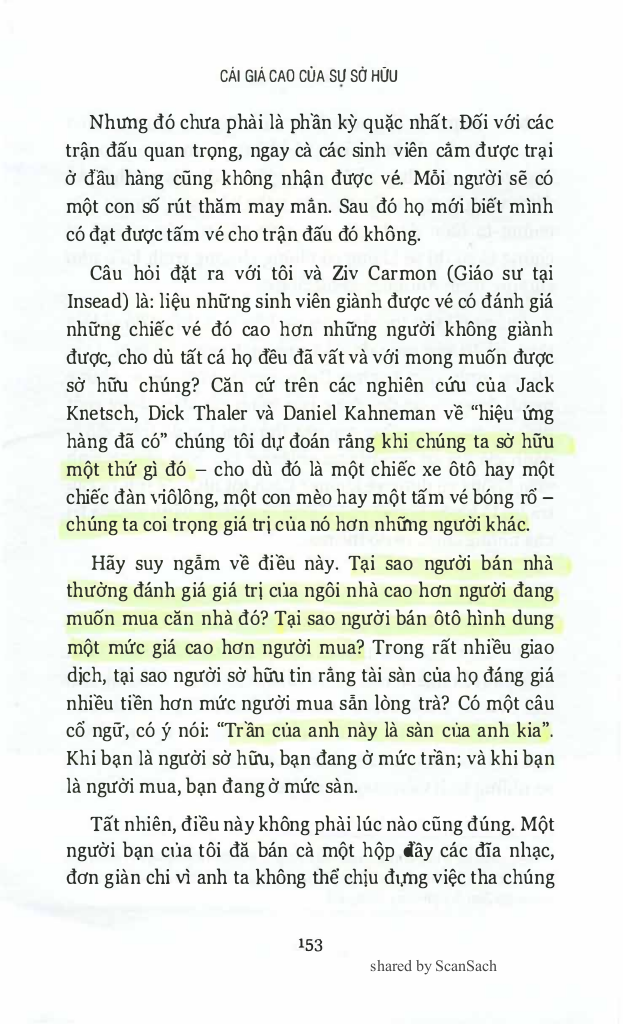 CÁI GIÁ CAO CỦA SỰ SỞ HỮU
Nhưng đó chưa phải là phần kỳ quặc nhất. Đối với các
trận đấu quan trọng, ngay cả các sinh viên cắm được trại
ở đầu hàng cũng không nhận được vé. Mỗi người sẽ có
một con số rút thăm may mắn. Sau đó họ mới biết mình
có đạt được tấm vé cho trận đấu đó không.
Câu hỏi đặt ra với tôi và Ziv Carmon (Giáo sư tại
Insead) là: liệu những sinh viên giành được vé có đánh giá
những chiếc vé đó cao hơn những người không giành
được, cho dù tất cá họ đều đã vất vả với mong muốn được
sở hữu chúng? Căn cứ trên các nghiên cứu của Jack
Knetsch, Dick Thaler và Daniel Kahneman về “hiệu ứng
hàng đã có” chúng tôi dự đoán rằng khi chúng ta sở hữu
một thứ gì đó – cho dù đó là một chiếc xe ôtô hay một
chiếc đàn viôlông, một con mèo hay một tấm vé bóng rổ –
chúng ta coi trọng giá trị của nó hơn những người khác.
Hãy suy ngẫm về điều này. Tại sao người bán nhà
thường đánh giá giá trị của ngôi nhà cao hơn người đang
muốn mua căn nhà đó? Tại sao người bán ôtô hình dung
một mức giá cao hơn người mua? Trong rất nhiều giao
dịch, tại sao người sở hữu tin rằng tài sản của họ đáng giá
nhiều tiền hơn mức người mua sẵn lòng trả? Có một câu
cổ ngữ, có ý nói: “Trần của anh này là sàn của anh kia”.
Khi bạn là người sở hữu, bạn đang ở mức trần; và khi bạn
là người mua, bạn đang ở mức sàn.
Tất nhiên, điều này không phải lúc nào cũng đúng. Một
người bạn của tôi đã bán cả một hộp đầy các đĩa nhạc,
đơn giản chỉ vì anh ta không thể chịu đựng việc tha chúng
153
shared by ScanSach